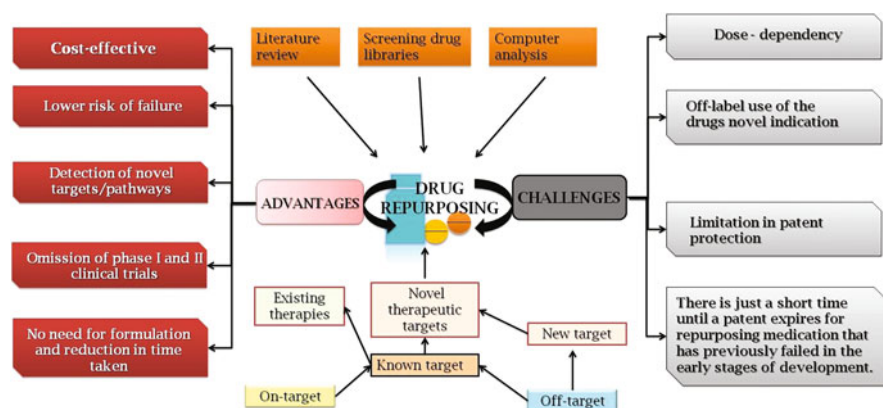 Cost-effective
Lower risk of failure
Detection of novel
targets/pathways
Omission of phase I and II
clinical trials
No need for formulation
and reduction in time
taken
ADVANTAGES
Literature
review
Screening drug
libraries
Computer
analysis
DRUG
REPURPOSING
Existing
therapies
Novel
therapeutic
targets
New target
Known target
On-target
Off-target
CHALLENGES
Dose - dependency
Off-label use of the
drugs novel indication
Limitation in patent
protection
There is just a short time
until a patent expires for
repurposing medication that
has previously failed in the
early stages of development.